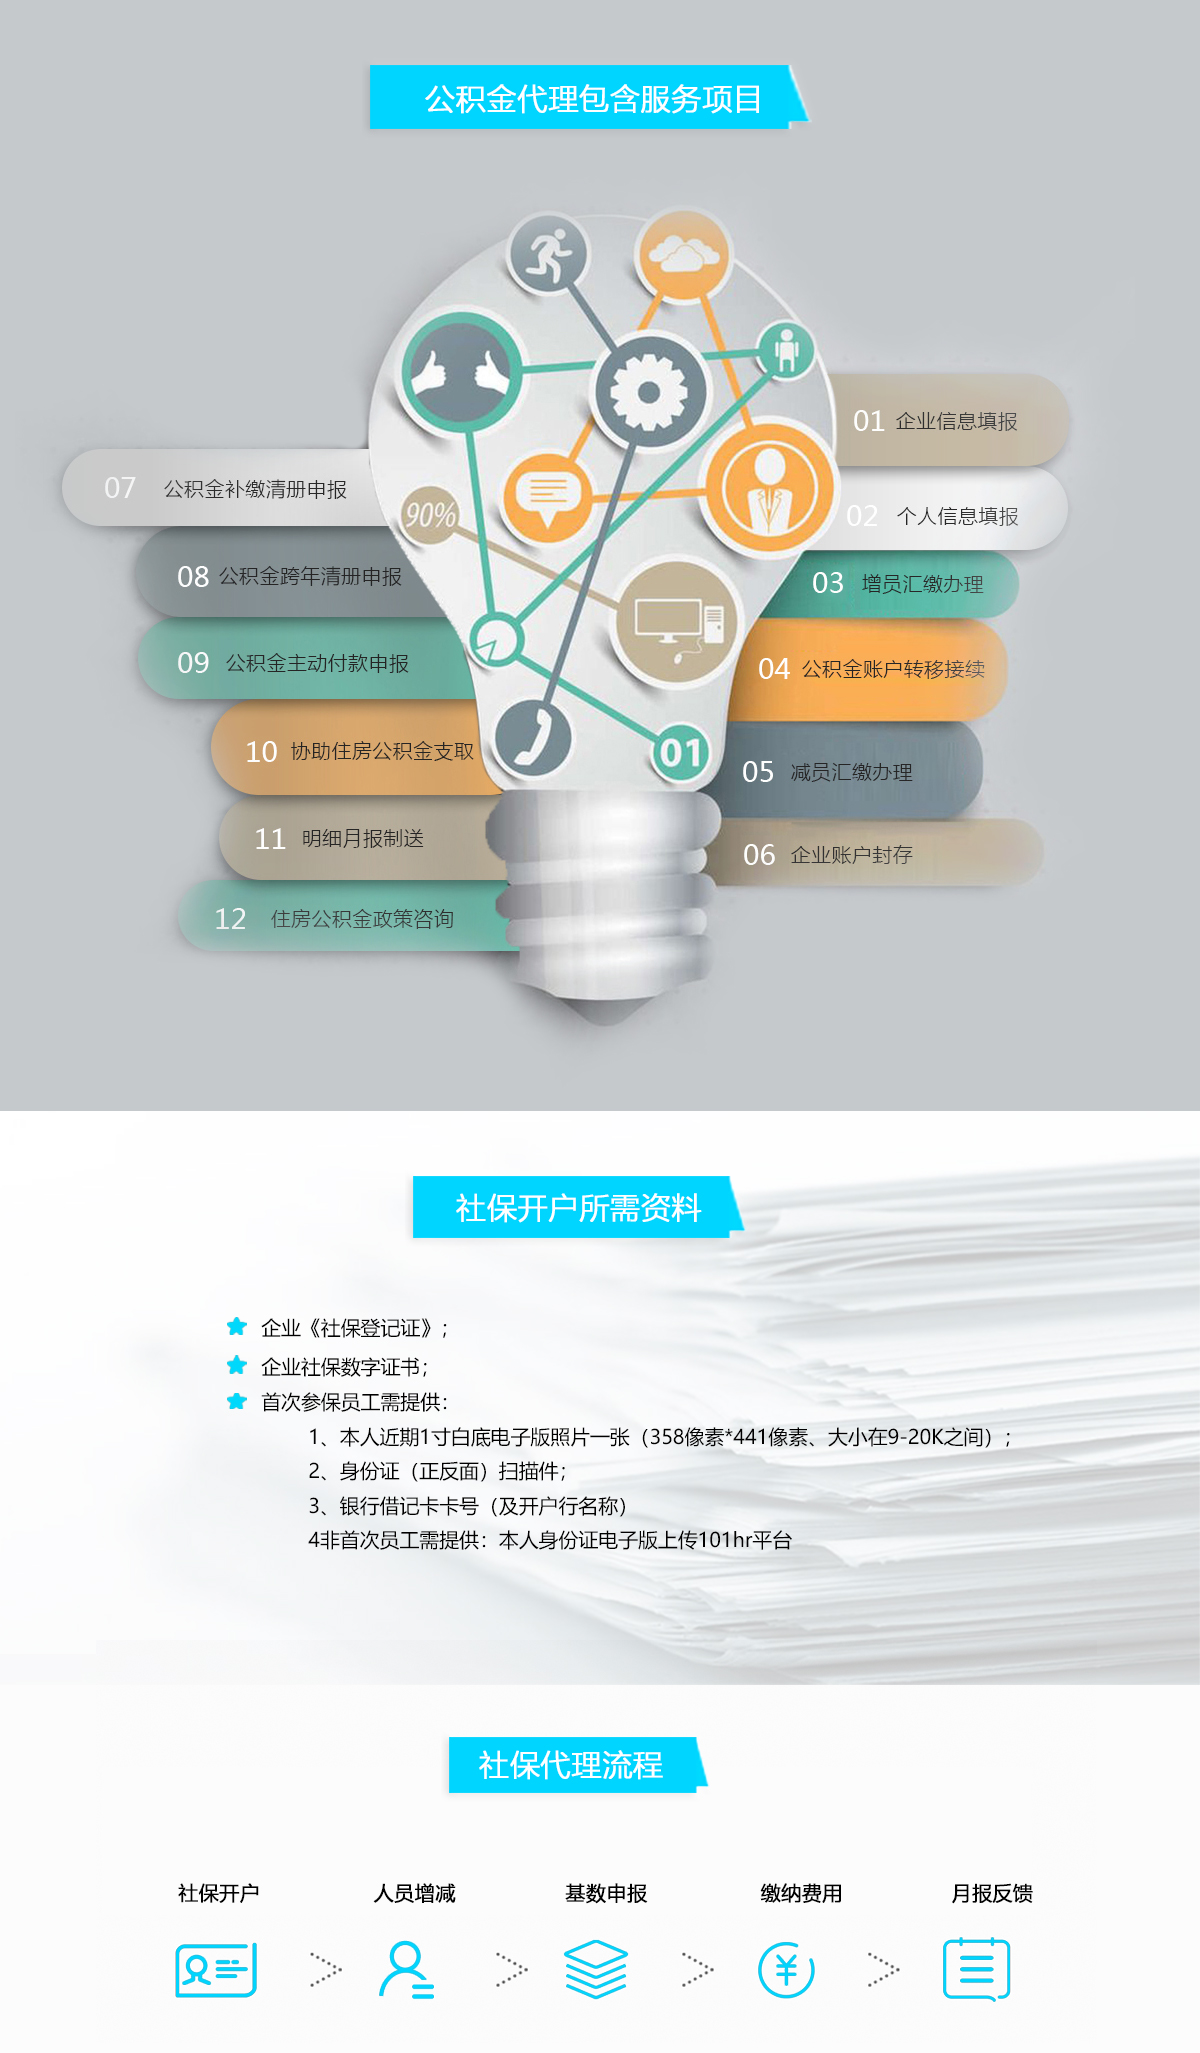 公积金代理包含服务项目
01 企业信息填报
02 个人信息填报
03 增员汇缴办理
04 公积金账户转移接续
05 减员汇缴办理
06 企业账户封存
07 公积金补缴清册申报
08 公积金跨年清册申报
09 公积金主动付款申报
10 协助住房公积金支取
11 明细月报制送
12 住房公积金政策咨询
90%
01
社保开户所需资料
企业《社保登记证》；
企业社保数字证书；
首次参保员工需提供：
1、本人近期1寸白底电子版照片一张（358像素*441像素、大小在9-20K之间）；
2、身份证（正反面）扫描件；
3、银行借记卡卡号（及开户行名称）
4非首次员工需提供：本人身份证电子版上传101hr平台
社保代理流程
社保开户
人员增减
基数申报
缴纳费用
月报反馈
¥